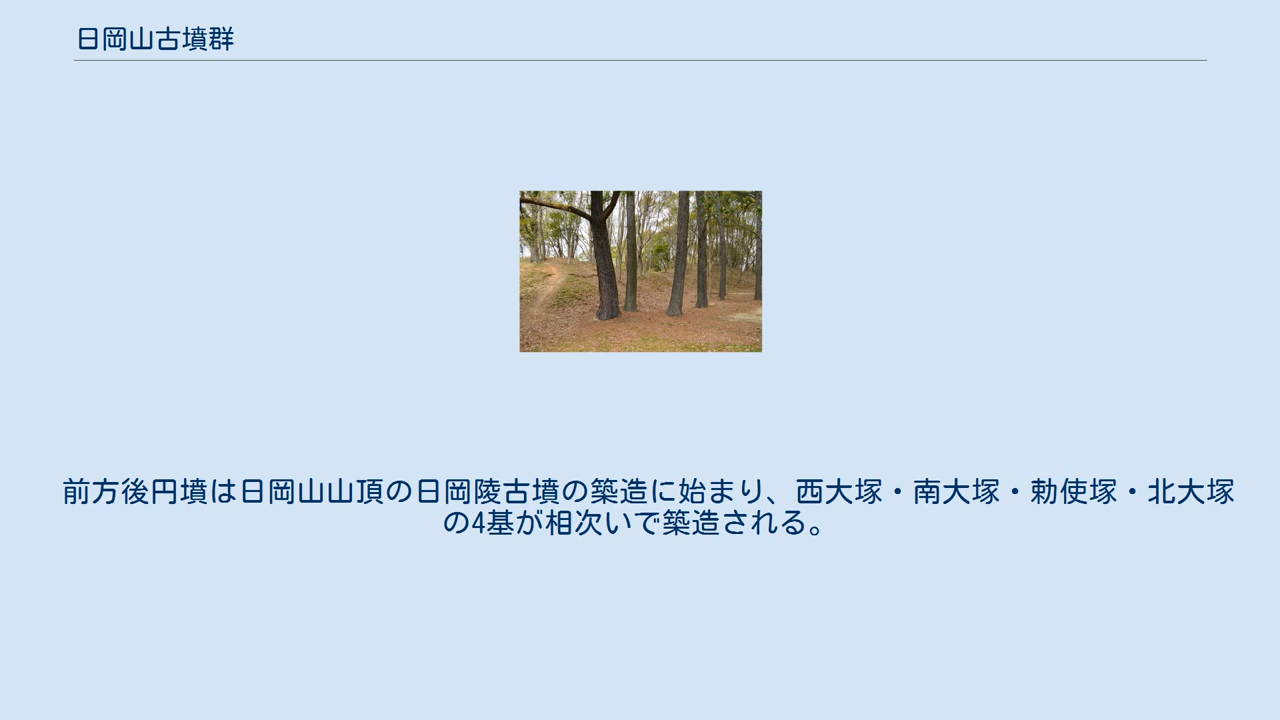 日岡山古墳群
前方後円墳は日岡山山頂の日岡陵古墳の築造に始まり、西大塚・南大塚・勅使塚・北大塚
の4基が相次いで築造される。